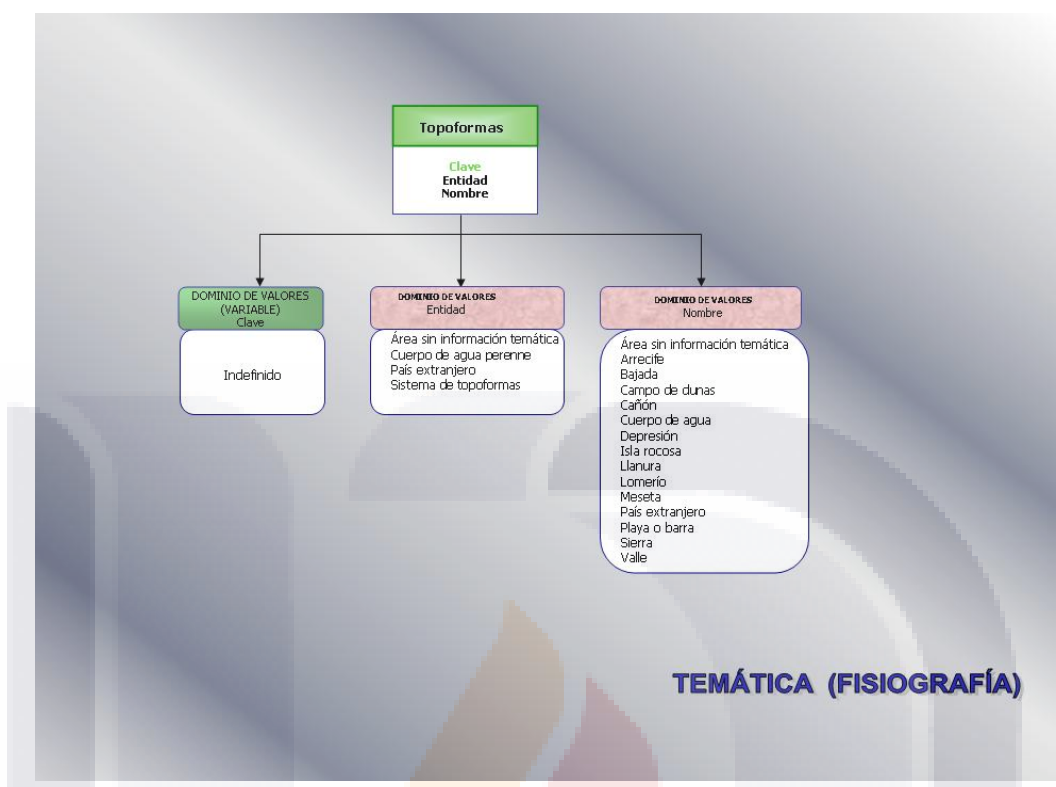 Topoformas
Clave
Entidad
Nombre
DOMINIO DE VALORES
(VARIABLE)
Clave
Indefinido
DOMINIO DE VALORES
Entidad
Área sin información temática
Cuerpo de agua perenne
País extranjero
Sistema de topoformas
DOMINIO DE VALORES
Nombre
Área sin información temática
Arrecife
Bajada
Campo de dunas
Cañón
Cuerpo de agua
Depresión
Isla rocosa
Llanura
Lomerío
Meseta
País extranjero
Playa o barra
Sierra
Valle
TEMÁTICA (FISIOGRAFÍA)